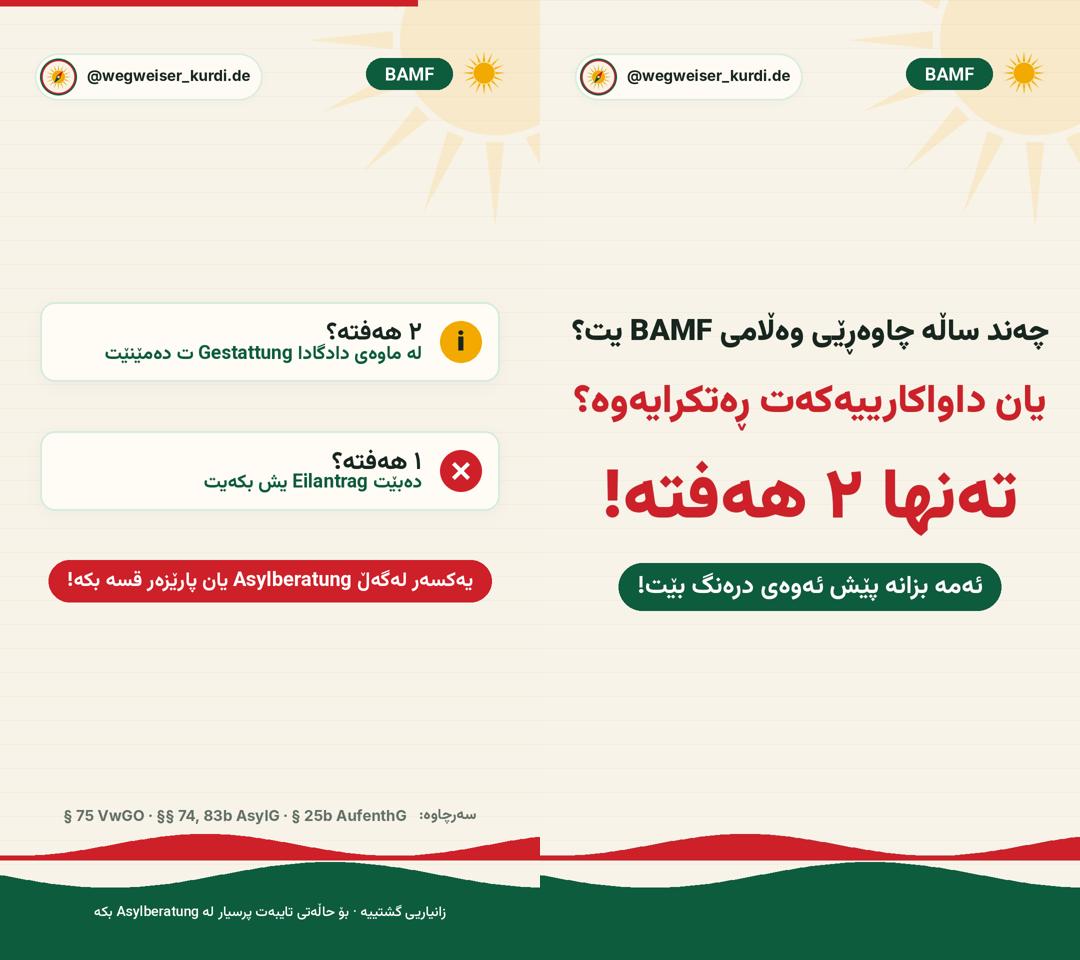 @wegweiser_kurdi.de
BAMF
٢ هەفتە؟
لە ماوەی دادگادا Gestattung ت دەمێنێت
١ هەفتە؟
دەبێت Eilantrag یش بکەیت
یەکسەر لەگەڵ Asylberatung یان پارێزەر قسە بکە!
سەرچاوە: § 75 VwGO · §§ 74, 83b AsylG · § 25b AufenthG
زانیاریی گشتییە · بۆ حاڵەتی تایبەت پرسیار لە Asylberatung بکە
@wegweiser_kurdi.de
BAMF
چەند ساڵە چاوەڕێی وەڵامی BAMF یت؟
یان داواکارییەکەت ڕەتکرایەوە؟
تەنها ٢ هەفتە!
ئەمە بزانە پێش ئەوەی درەنگ بێت!